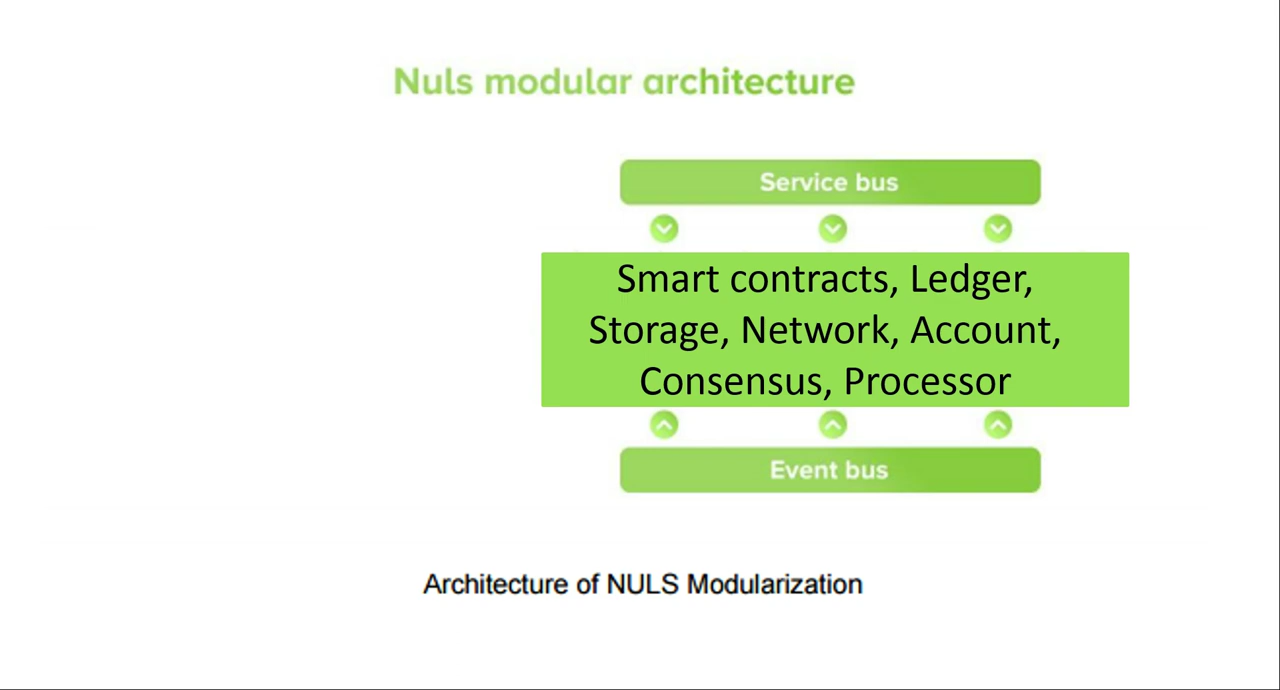 Nuls modular architecture
Service bus
Smart contracts, Ledger,
Storage, Network, Account,
Consensus, Processor
Event bus
Architecture of NULS Modularization